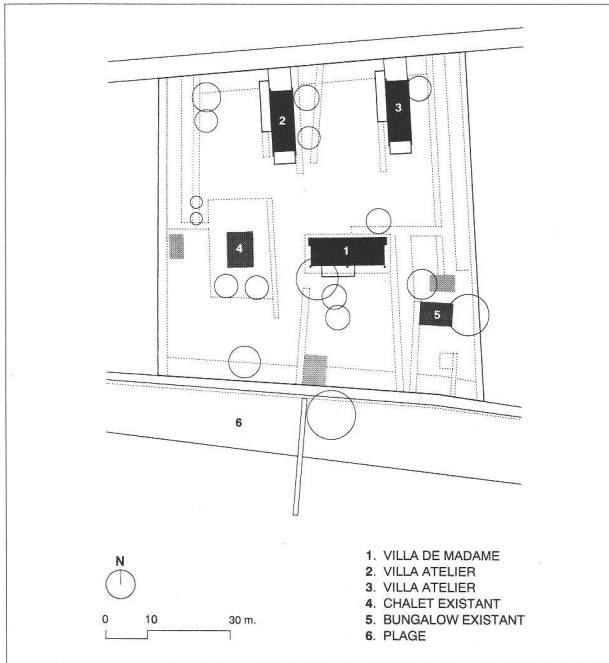 2
3
4
1
5
6
N
0 10 30 m.
1. VILLA DE MADAME
2. VILLA ATELIER
3. VILLA ATELIER
4. CHALET EXISTANT
5. BUNGALOW EXISTANT
6. PLAGE